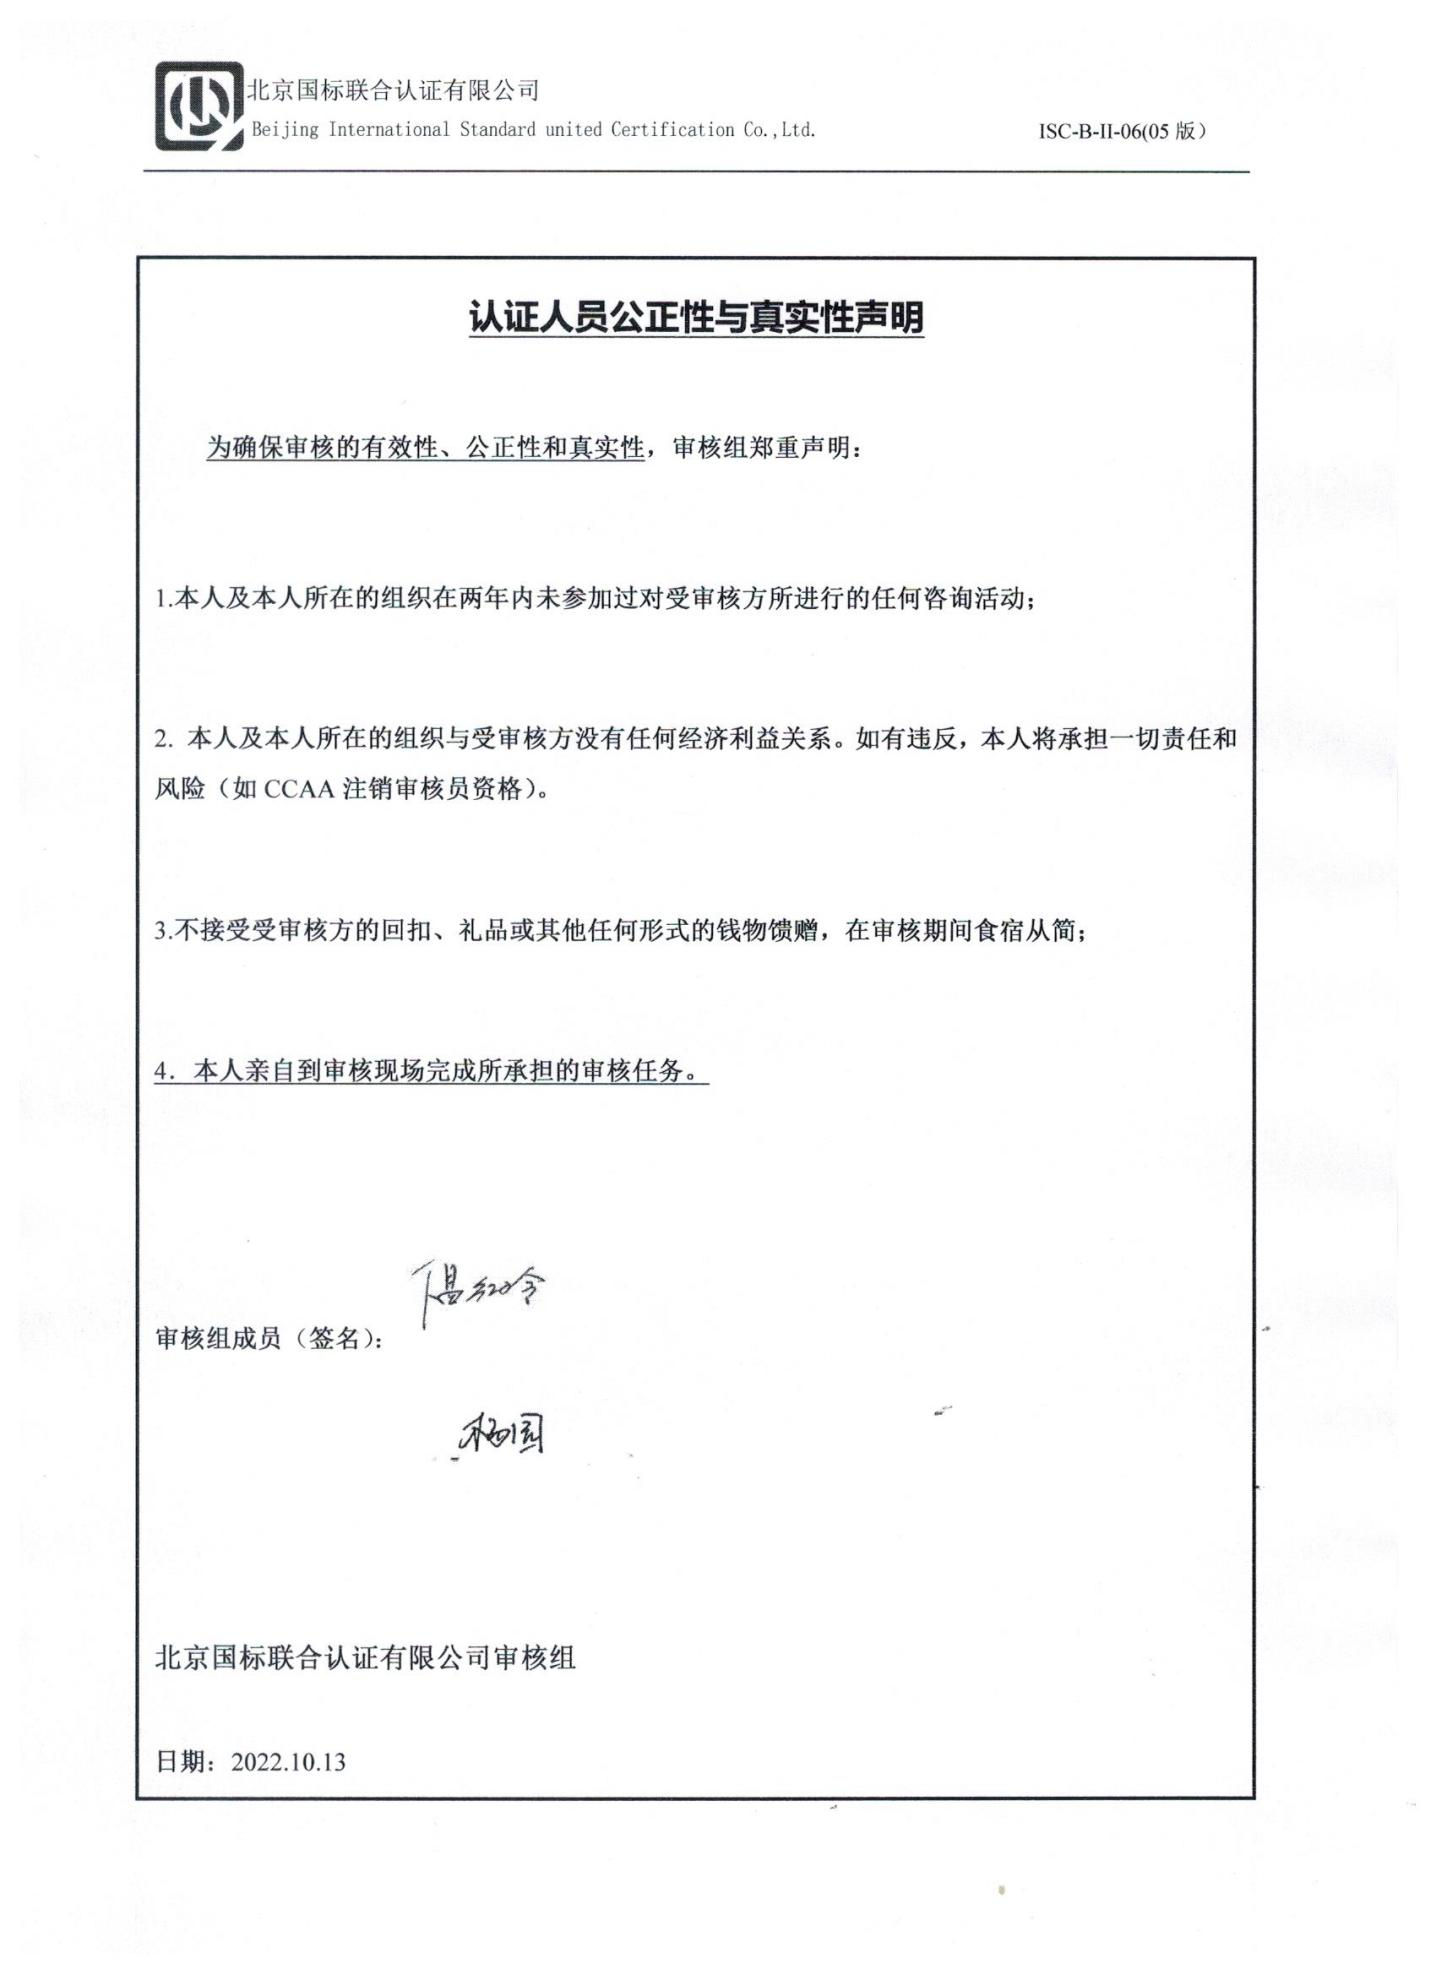 北京国标联合认证有限公司
Beijing International Standard united Certification Co.,Ltd.
ISC-B-II-06(05 版)
认证人员公正性与真实性声明
为确保审核的有效性、公正性和真实性，审核组郑重声明：
1.本人及本人所在的组织在两年内未参加过对受审核方所进行的任何咨询活动；
2. 本人及本人所在的组织与受审核方没有任何经济利益关系。如有违反，本人将承担一切责任和
风险（如 CCAA 注销审核员资格）。
3.不接受受审核方的回扣、礼品或其他任何形式的钱物馈赠，在审核期间食宿从简；
4. 本人亲自到审核现场完成所承担的审核任务。
审核组成员（签名）：
杨园
北京国标联合认证有限公司审核组
日期：2022.10.13